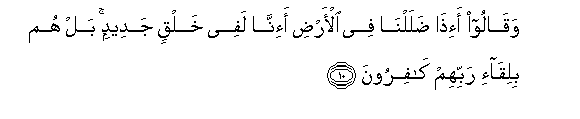 وَقَالُوٓا۟ أَءِذَا ضَلَلْنَا فِى ٱلْأَرْضِ أَءِنَّا لَفِى خَلْقٍ جَدِيدٍۭ ۚ بَلْ هُم
بِلِقَآءِ رَبِّهِمْ كَـٰفِرُونَ ۝١٠